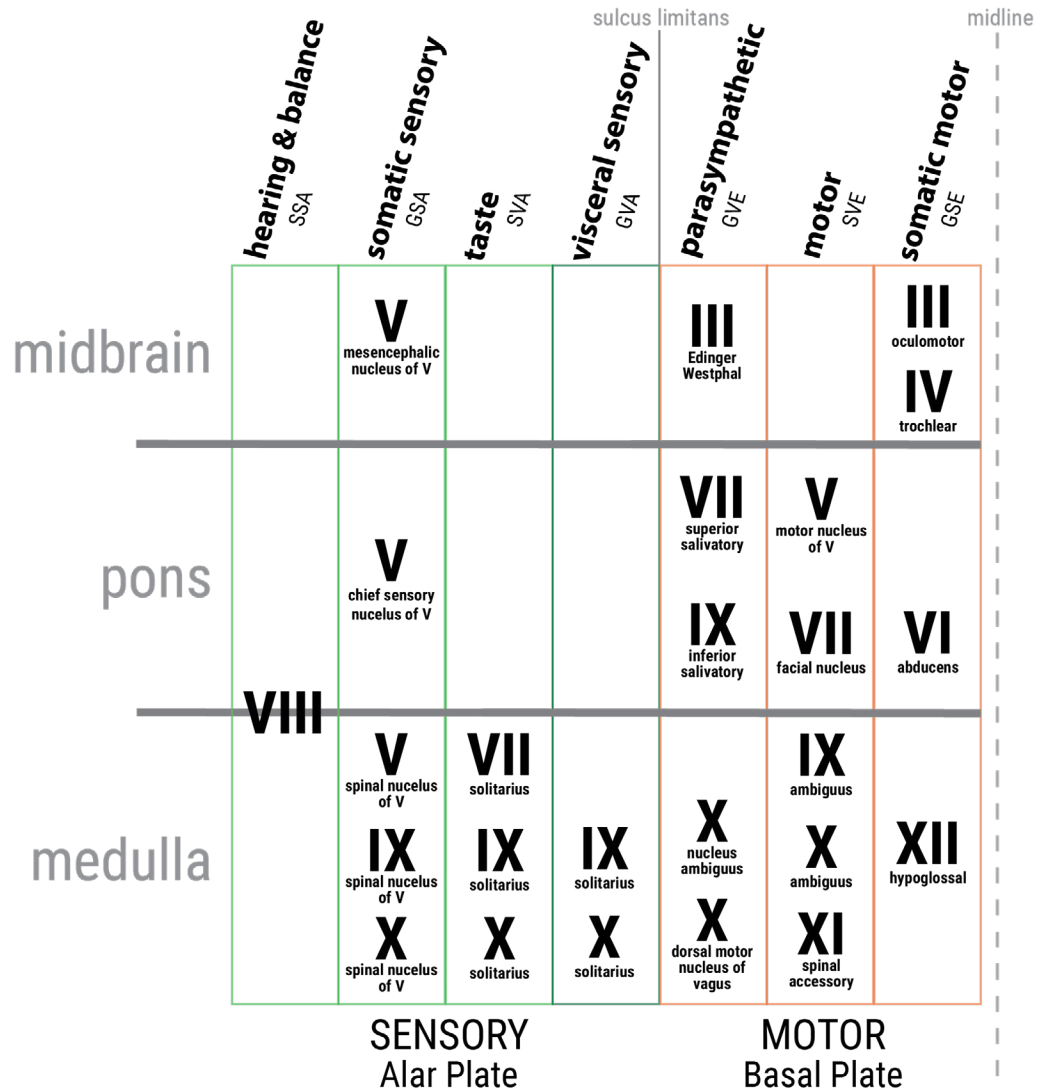 sulcus limitans
midline
hearing & balance
SSA
somatic sensory
GSA
taste
SVA
visceral sensory
GVA
parasympathetic
GVE
motor
SVE
somatic motor
GSE
midbrain
V
mesencephalic
nucleus of V
III
Edinger
Westphal
III
oculomotor
IV
trochlear
pons
V
chief sensory
nucelus of V
VII
superior
salivatory
V
motor nucleus
of V
IX
inferior
salivatory
VII
facial nucleus
VI
abducens
VIII
medulla
V
spinal nucelus
of V
VII
solitarius
IX
ambiguus
IX
spinal nucelus
of V
IX
solitarius
IX
solitarius
X
nucleus
ambiguus
X
ambiguus
XII
hypoglossal
X
spinal nucelus
of V
X
solitarius
X
solitarius
X
dorsal motor
nucleus of
vagus
XI
spinal
accessory
SENSORY
Alar Plate
MOTOR
Basal Plate